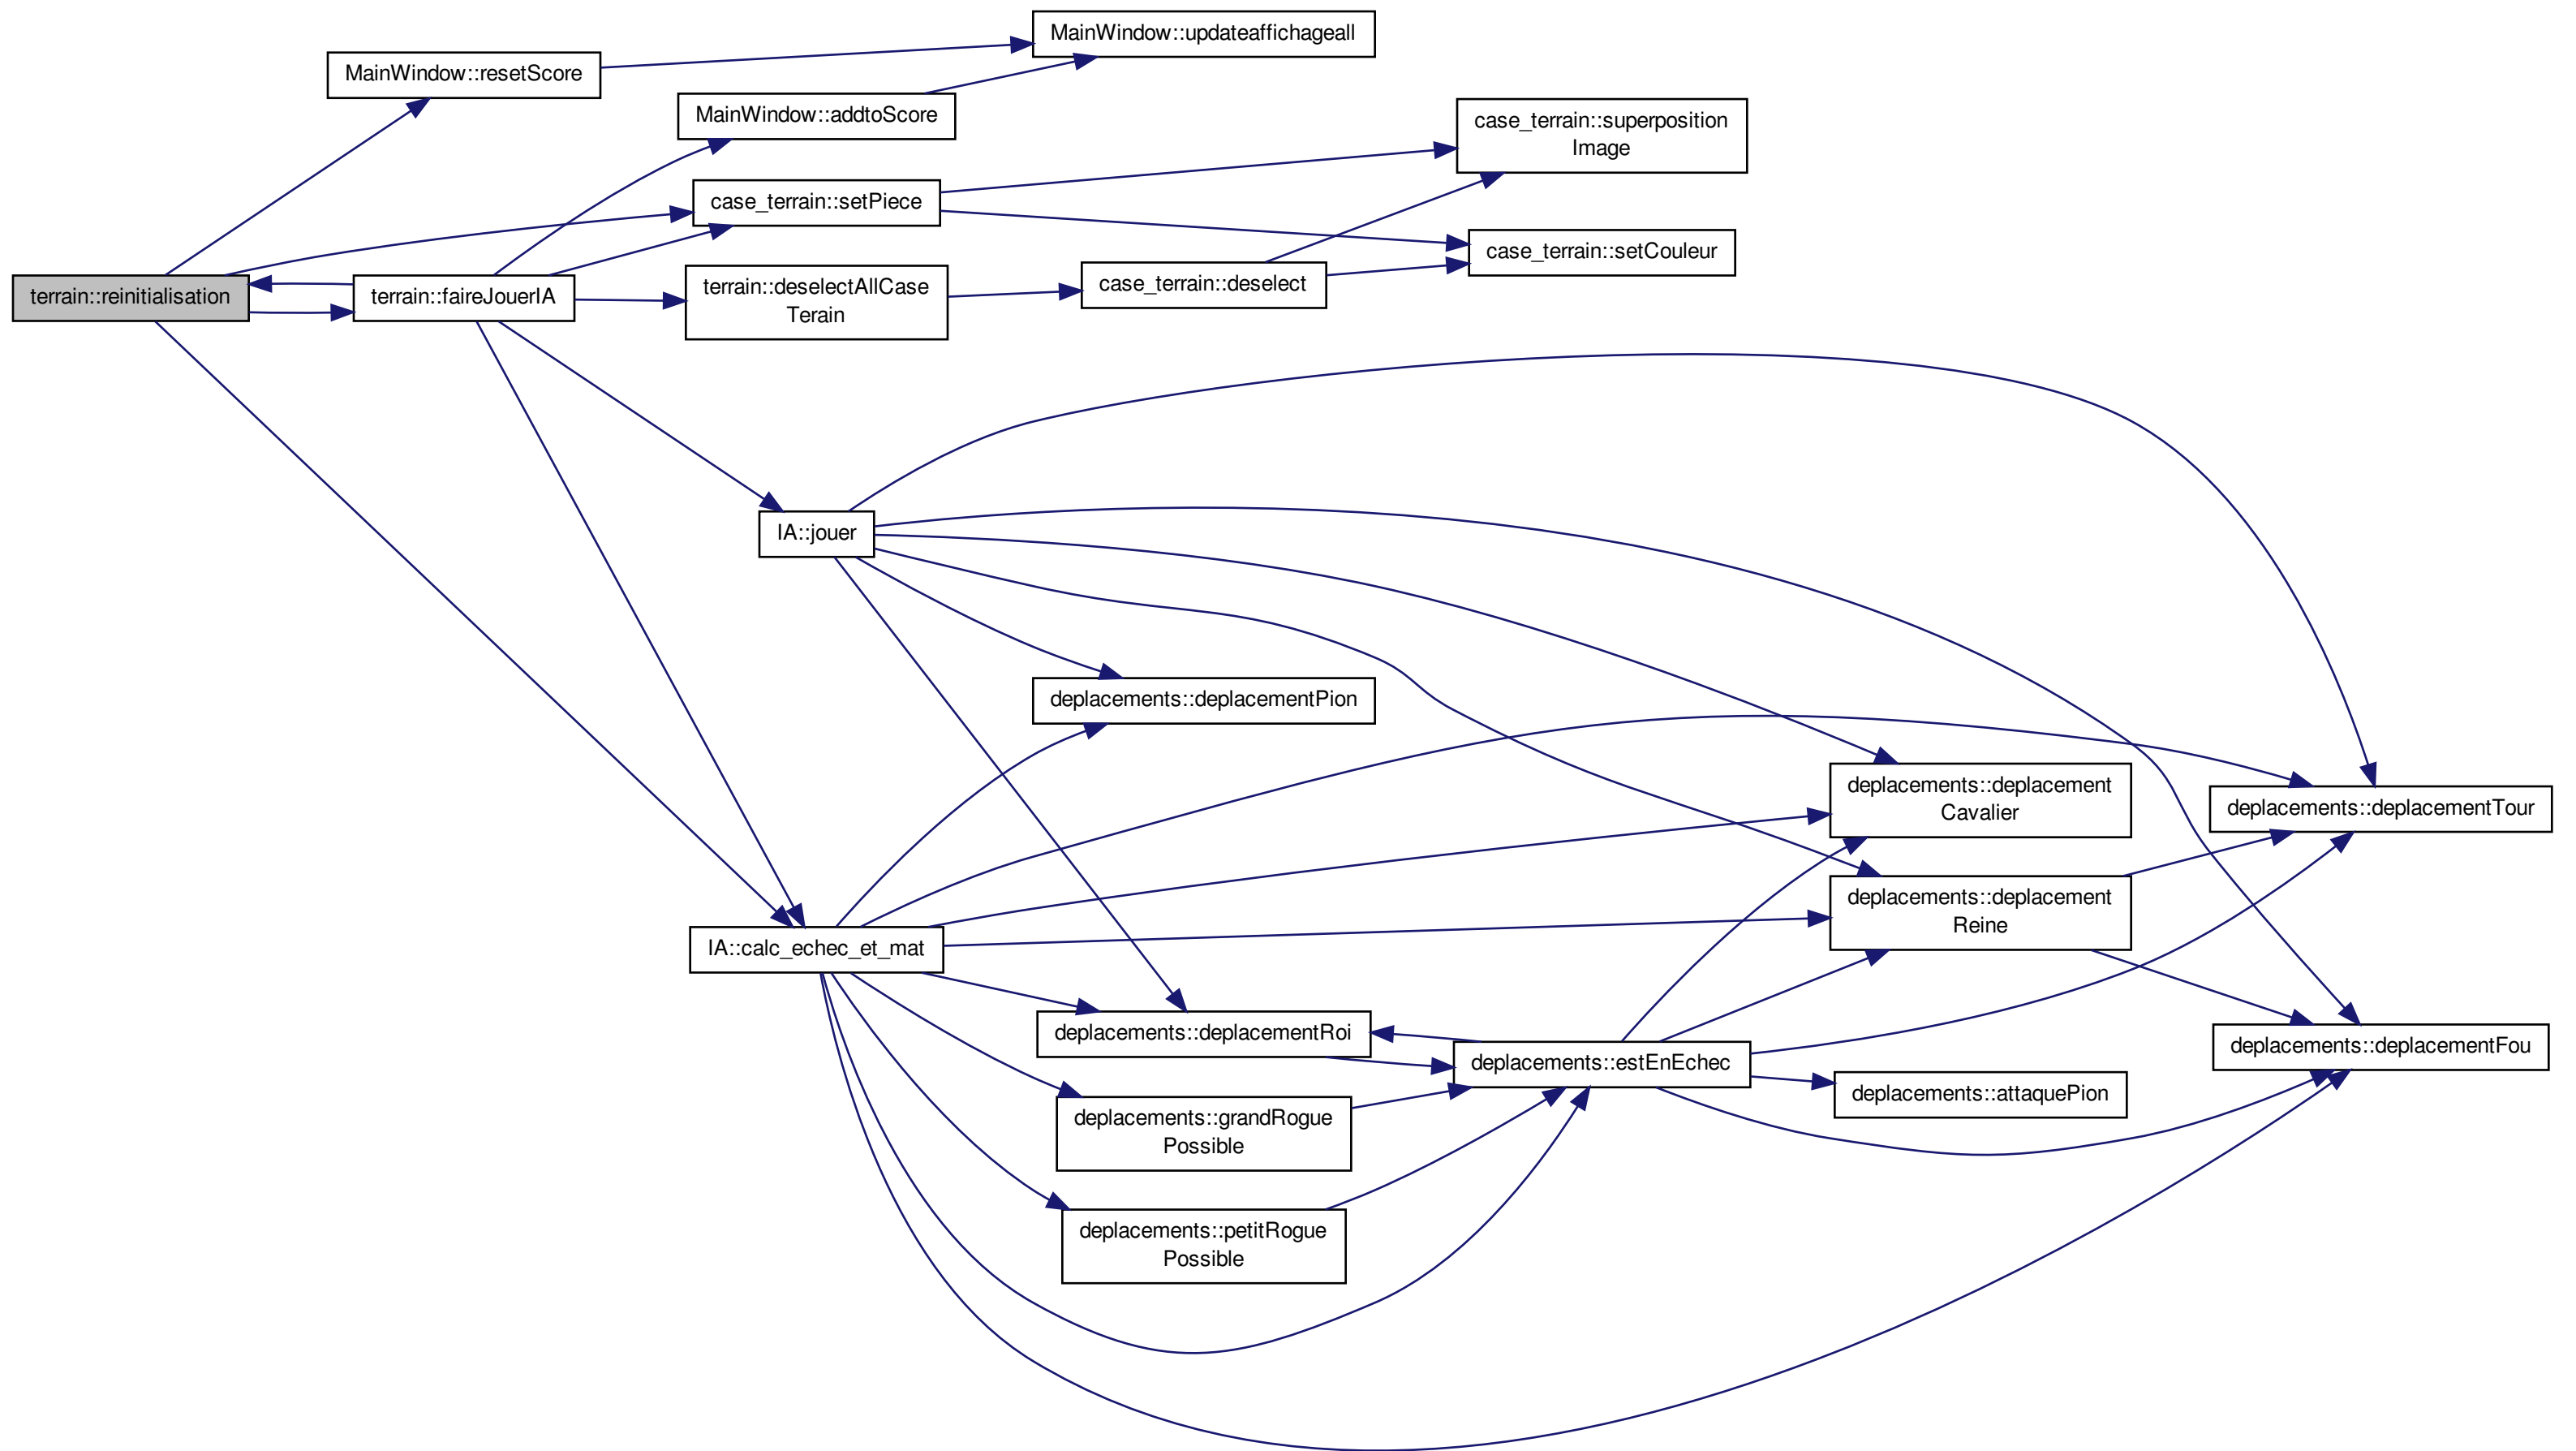 MainWindow::updateaffichageall
MainWindow::resetScore
MainWindow::addtoScore
case_terrain::superposition
Image
case_terrain::setPiece
case_terrain::setCouleur
terrain::reinitialisation
terrain::faireJouerIA
terrain::deselectAllCase
Terain
case_terrain::deselect
IA::jouer
deplacements::deplacementPion
deplacements::deplacement
Cavalier
deplacements::deplacementTour
deplacements::deplacement
Reine
IA::calc_echec_et_mat
deplacements::deplacementRoi
deplacements::estEnEchec
deplacements::deplacementFou
deplacements::attaquePion
deplacements::grandRogue
Possible
deplacements::petitRogue
Possible